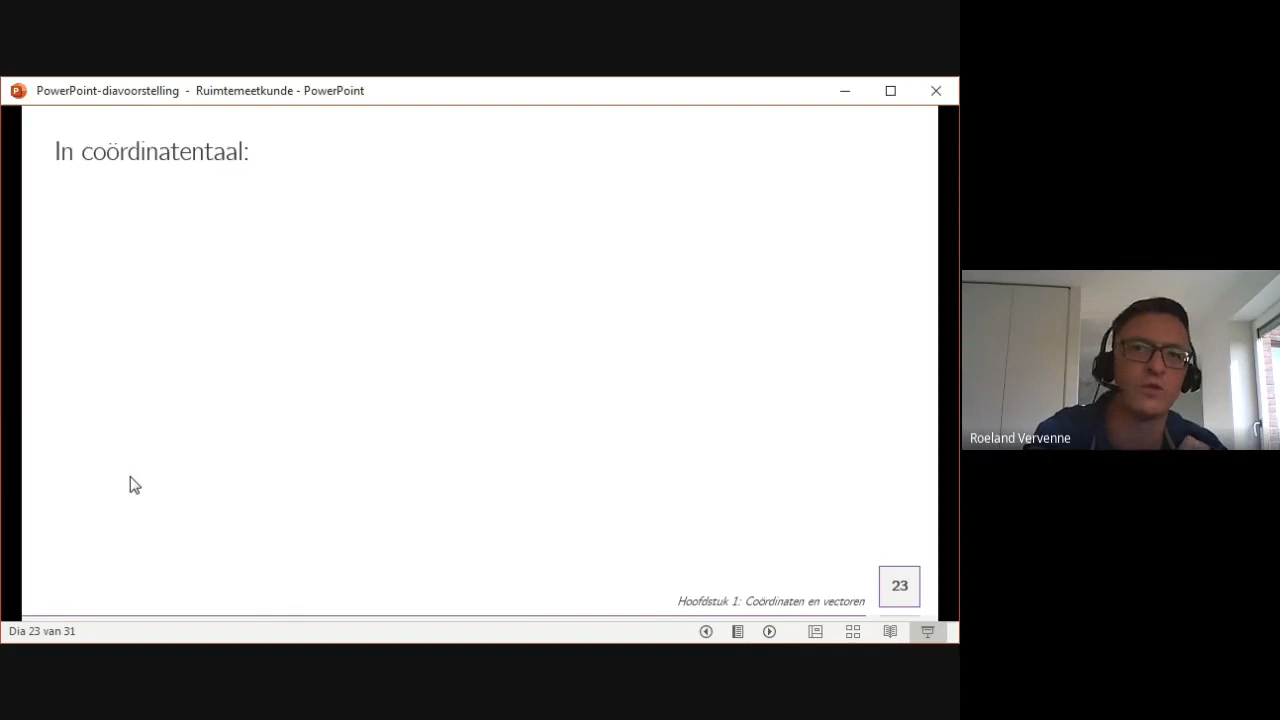 PowerPoint-diavoorstelling - Ruimtemeetkunde - PowerPoint
In coördinatentaal:
Roeland Vervenne
23
Hoofdstuk 1: Coördinaten en vectoren
Dia 23 van 31